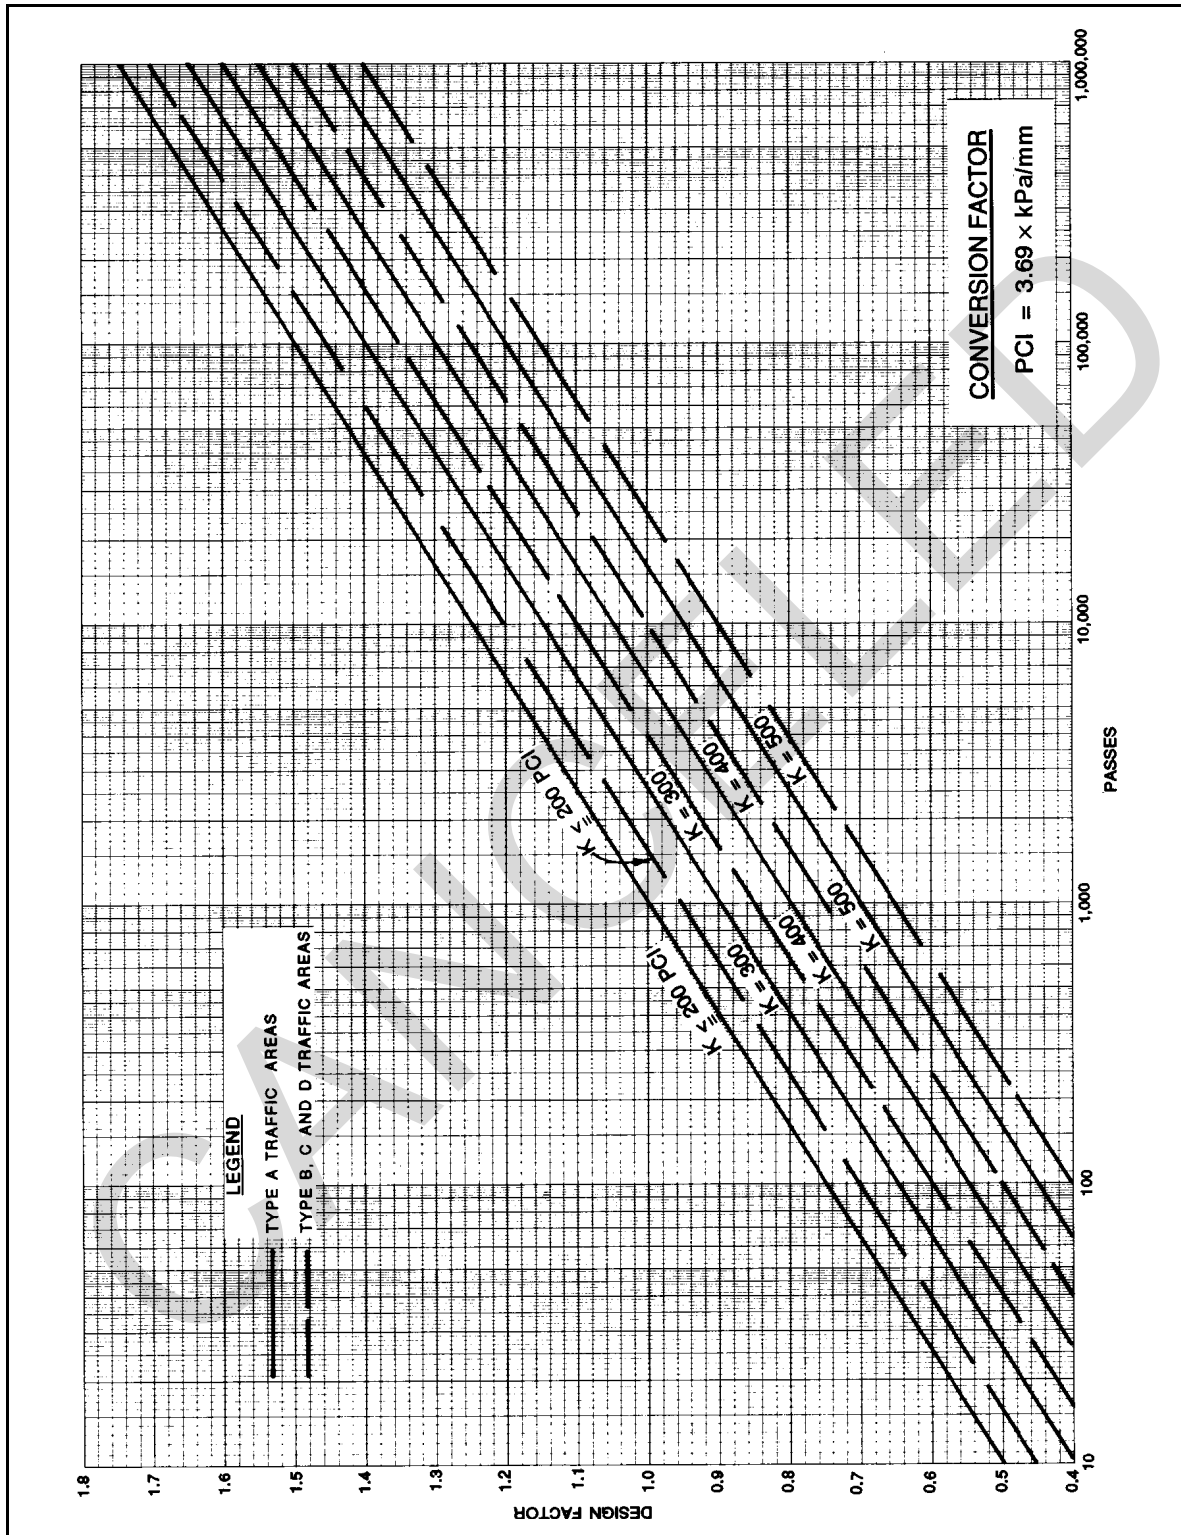 DESIGN FACTOR
1.8
1.7
1.6
1.5
1.4
1.3
1.2
1.1
1.0
0.9
0.8
0.7
0.6
0.5
0.4
10
100
1,000
10,000
100,000
1,000,000
PASSES
LEGEND
TYPE A TRAFFIC AREAS
TYPE B, C AND D TRAFFIC AREAS
K ≤ 200 PCI
K = 300
K = 400
K = 500
K ≤ 200 PCI
K = 300
K = 400
K = 500
CONVERSION FACTOR
PCI = 3.69 × kPa/mm
CANCELED